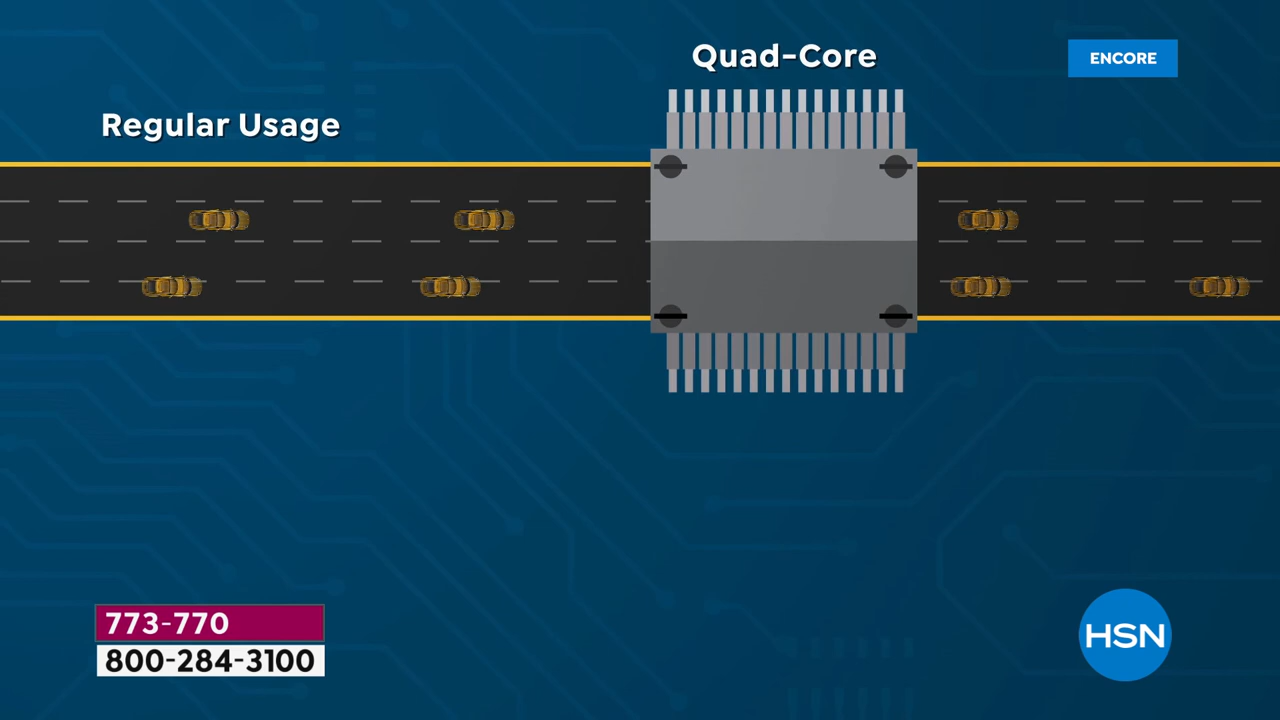 Quad-Core
ENCORE
Regular Usage
773-770
800-284-3100
HSN